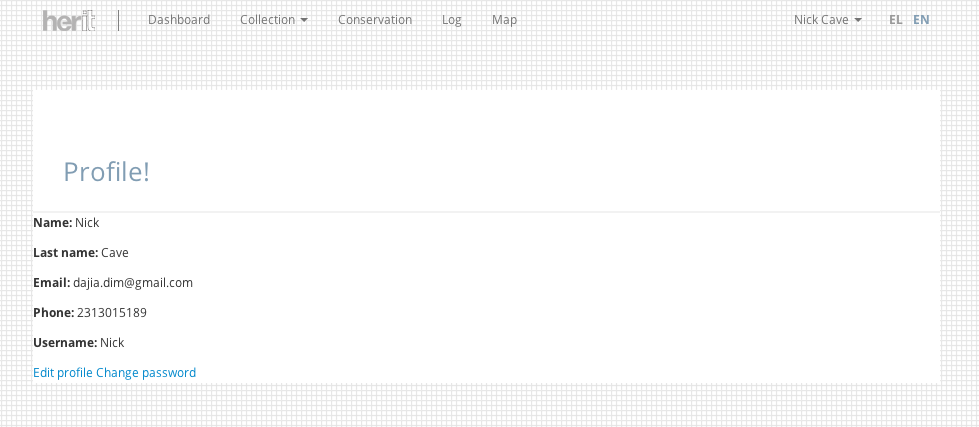 herit Dashboard Collection Conservation Log Map Nick Cave EL EN
Profile!
Name: Nick
Last name: Cave
Email: dajia.dim@gmail.com
Phone: 2313015189
Username: Nick
Edit profile Change password